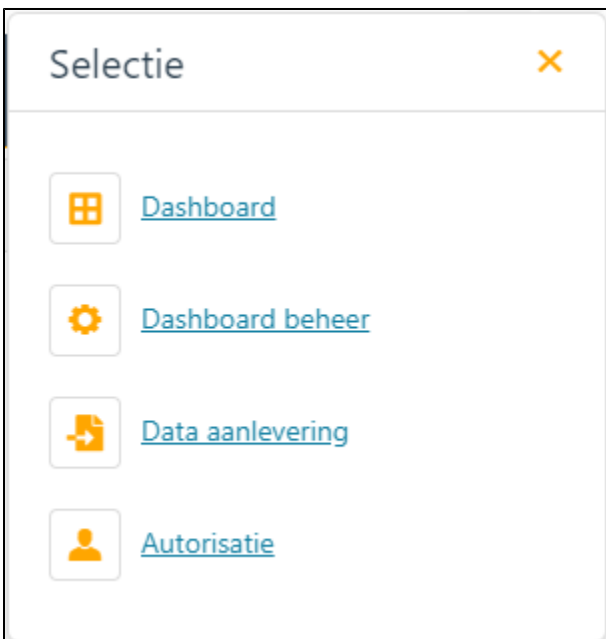 Selectie
Dashboard
Dashboard beheer
Data aanlevering
Autorisatie